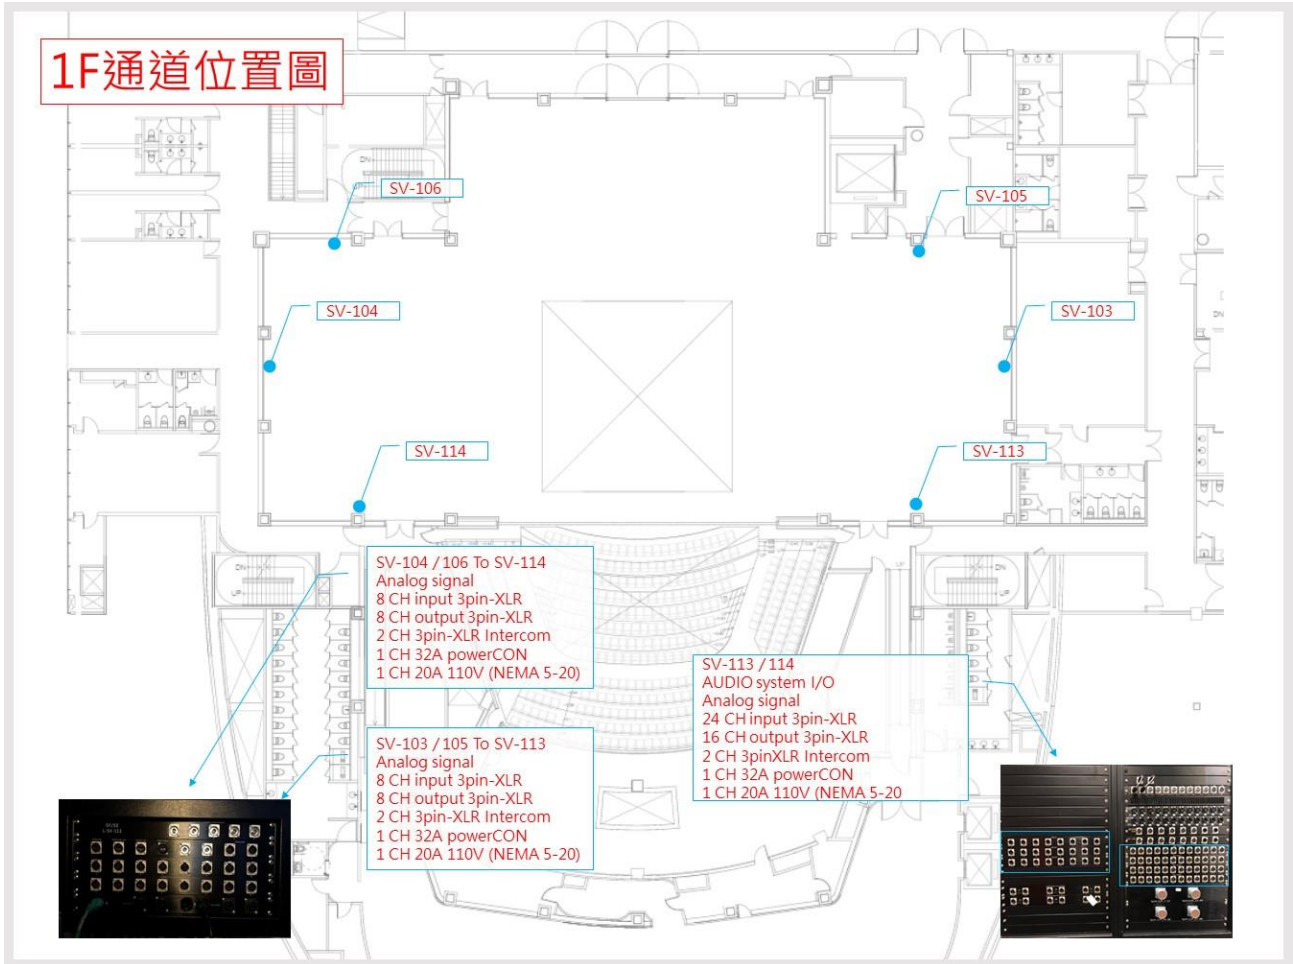 1F通道位置圖
SV-106
SV-105
SV-104
SV-103
SV-114
SV-113
SV-104 / 106 To SV-114
Analog signal
8 CH input 3pin-XLR
8 CH output 3pin-XLR
2 CH 3pin-XLR Intercom
1 CH 32A powerCON
1 CH 20A 110V (NEMA 5-20)
SV-113 / 114
AUDIO system I/O
Analog signal
24 CH input 3pin-XLR
16 CH output 3pin-XLR
2 CH 3pinXLR Intercom
1 CH 32A powerCON
1 CH 20A 110V (NEMA 5-20
SV-103 / 105 To SV-113
Analog signal
8 CH input 3pin-XLR
8 CH output 3pin-XLR
2 CH 3pin-XLR Intercom
1 CH 32A powerCON
1 CH 20A 110V (NEMA 5-20)